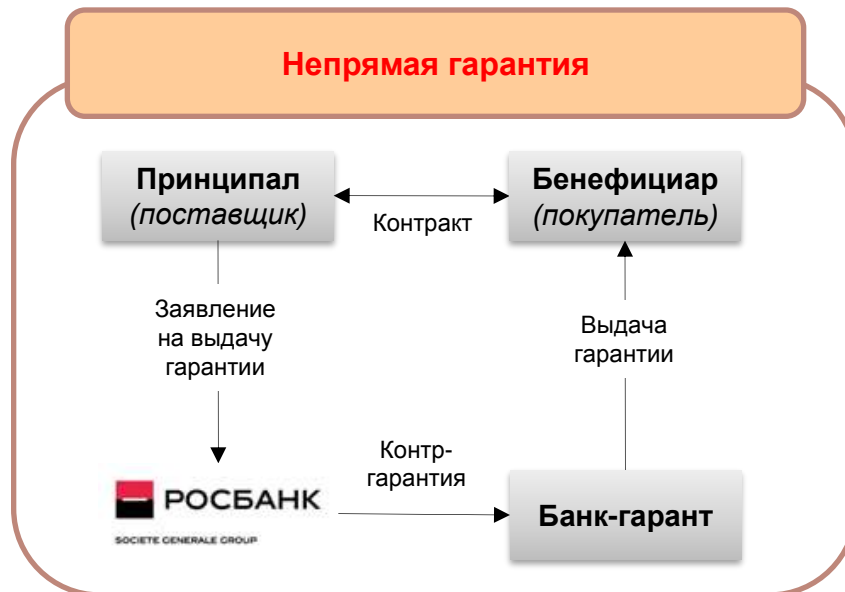 Непрямая гарантия
Принципал
(поставщик)
Бенефициар
(покупатель)
Контракт
Заявление
на выдачу
гарантии
Выдача
гарантии
Контр-
гарантия
РОСБАНК
SOCIETE GENERALE GROUP
Банк-гарант